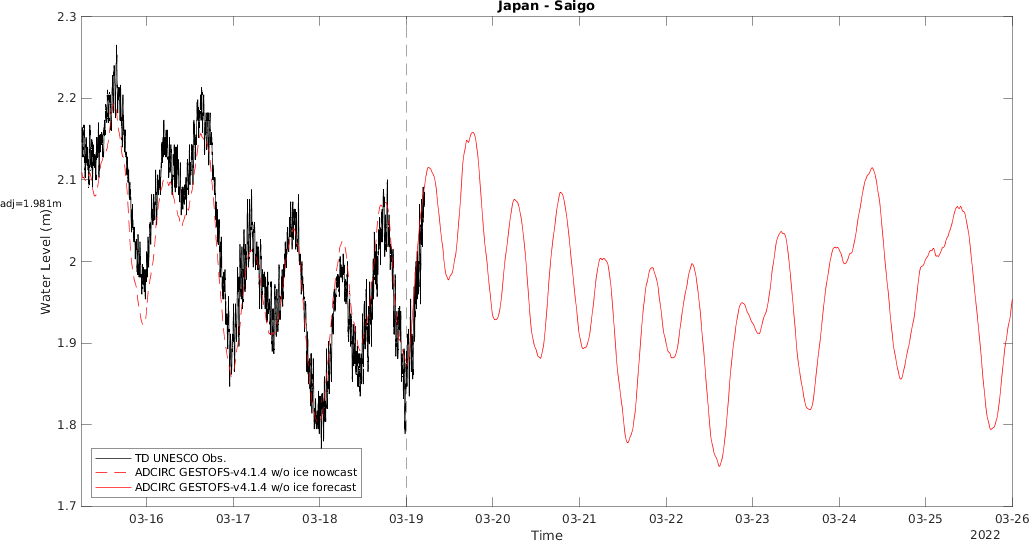 Japan - Saigo
2.3
2.2
2.1
2
1.9
1.8
1.7
adj=1.981m
Water Level (m)
TD UNESCO Obs.
ADCIRC GESTOFS-v4.1.4 w/o ice nowcast
ADCIRC GESTOFS-v4.1.4 w/o ice forecast
03-16 03-17 03-18 03-19 03-20 03-21 03-22 03-23 03-24 03-25 03-26
Time
2022